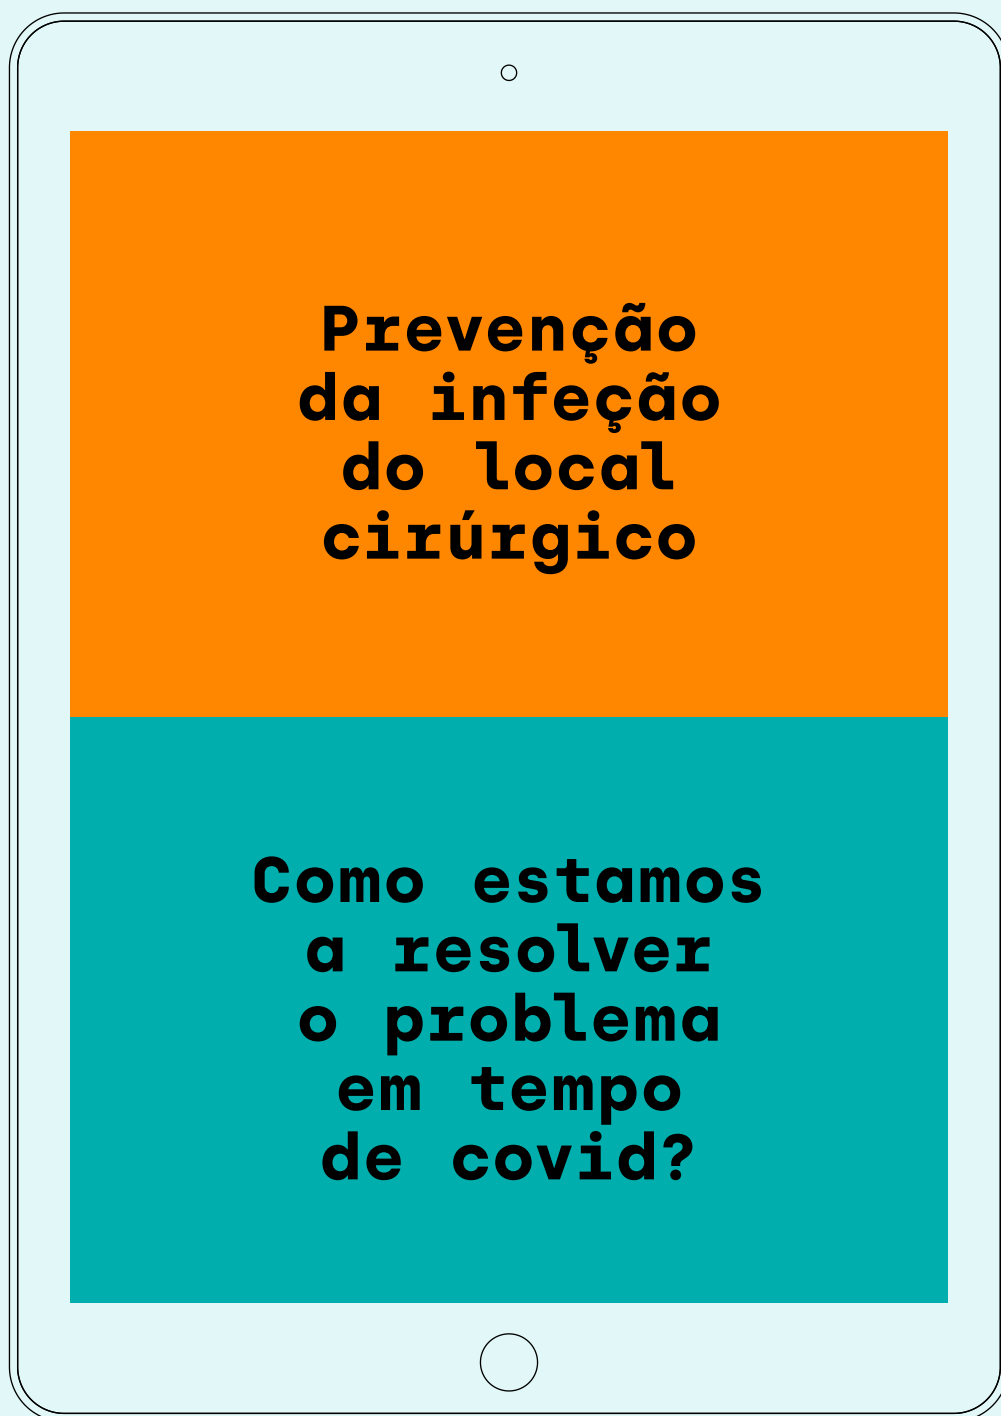 Prevenção
da infeção
do local
cirúrgico
Como estamos
a resolver
o problema
em tempo
de covid?